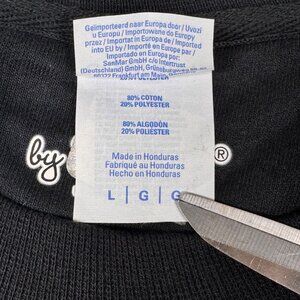 Geïmporteerd naar Europa door / Uvozi
u Europu / Importowane do Europy
przez / Importat in Europa de / Imported
into EU by / Importé en Europe par /
Importado en Europa por:
SanMar GmbH c/o Intertrust
(Deutschland) GmbH,
80% COTTON
20% POLYESTER
80% ALGODÓN
20% POLIÉSTER
by
®
Made in Honduras
Fabriqué au Honduras
Hecho en Honduras
L | G | G